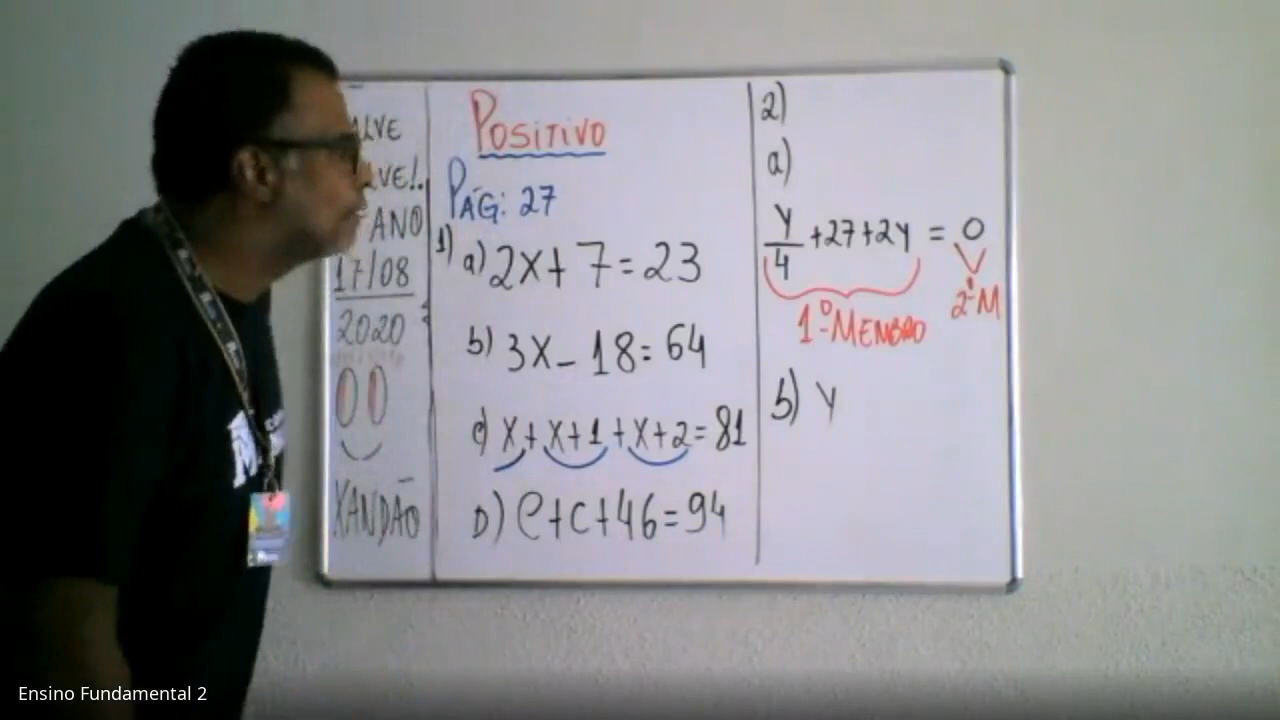 ANO
17/08
2020
XANDÃO
POSITIVO
PÁG: 27
1) a) 2X+7=23
b) 3X-18=64
c) X+X+1+X+2=81
D) C+C+46=94
2)
a)
Y/4 +27+2Y = 0
1º MEMBRO
2º M
b) Y
Ensino Fundamental 2